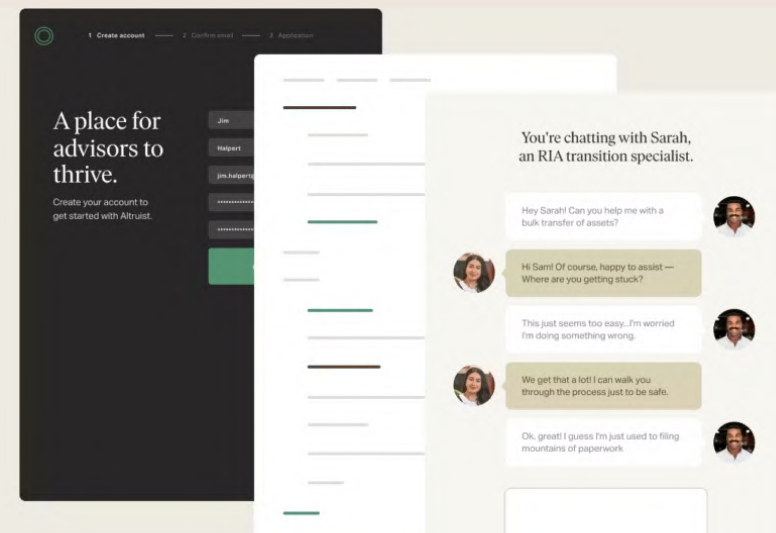 1 Create account
2 Confirm email
3 Application
A place for
advisors to
thrive.
Create your account to
get started with Altruist.
Jim
Halpert
jim.halpert@
You're chatting with Sarah,
an RIA transition specialist.
Hey Sarah! Can you help me with a
bulk transfer of assets?
Hi Sam! Of course, happy to assist —
Where are you getting stuck?
This just seems too easy...I'm worried
I'm doing something wrong.
We get that a lot! I can walk you
through the process just to be safe.
Ok, great! I guess I'm just used to filing
mountains of paperwork